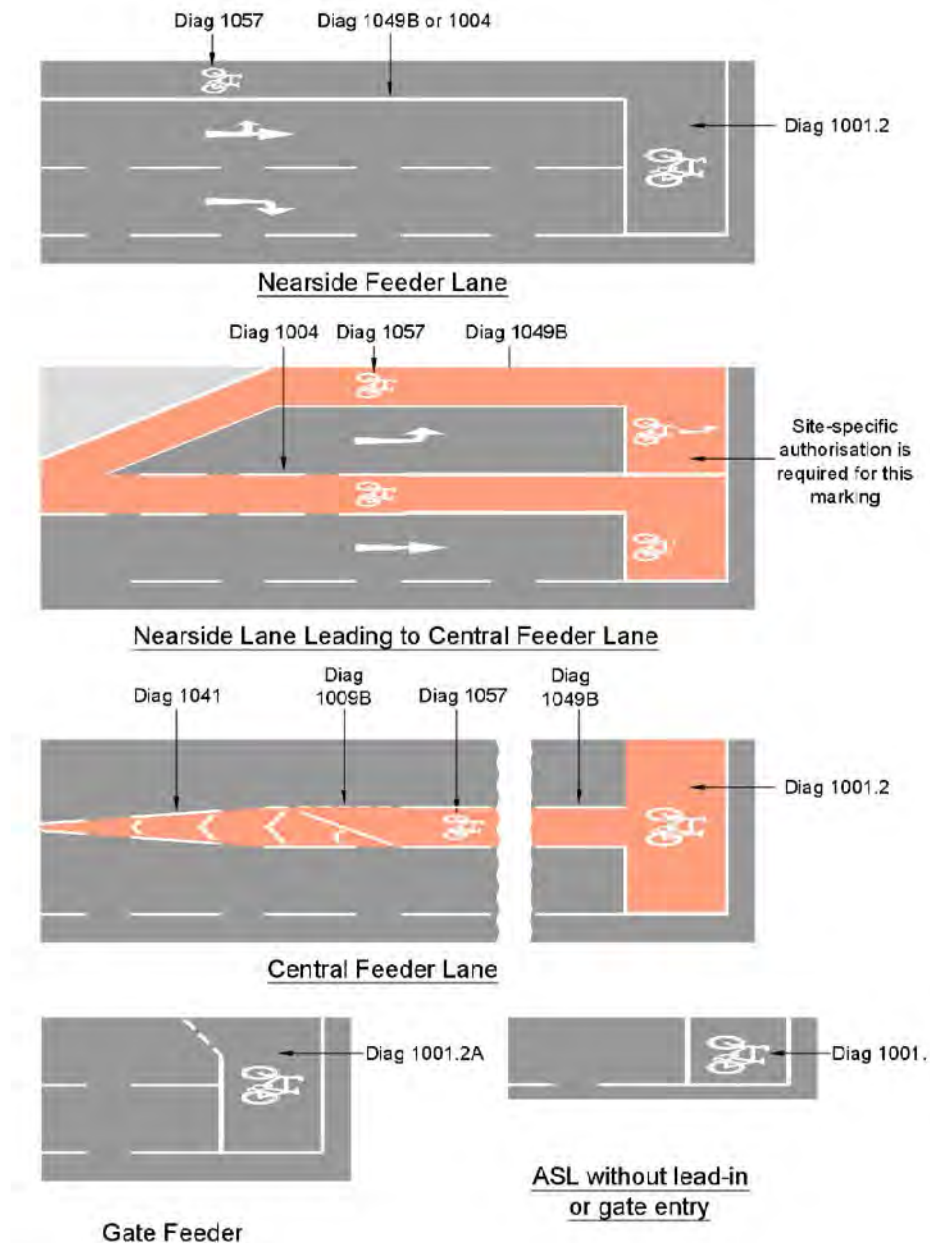 Diag 1057
Diag 1049B or 1004
Diag 1001.2
Nearside Feeder Lane
Diag 1004
Diag 1057
Diag 1049B
Site-specific
authorisation is
required for this
marking
Nearside Lane Leading to Central Feeder Lane
Diag 1041
Diag
1009B
Diag 1057
Diag
1049B
Diag 1001.2
Central Feeder Lane
Diag 1001.2A
Diag 1001.
Gate Feeder
ASL without lead-in
or gate entry